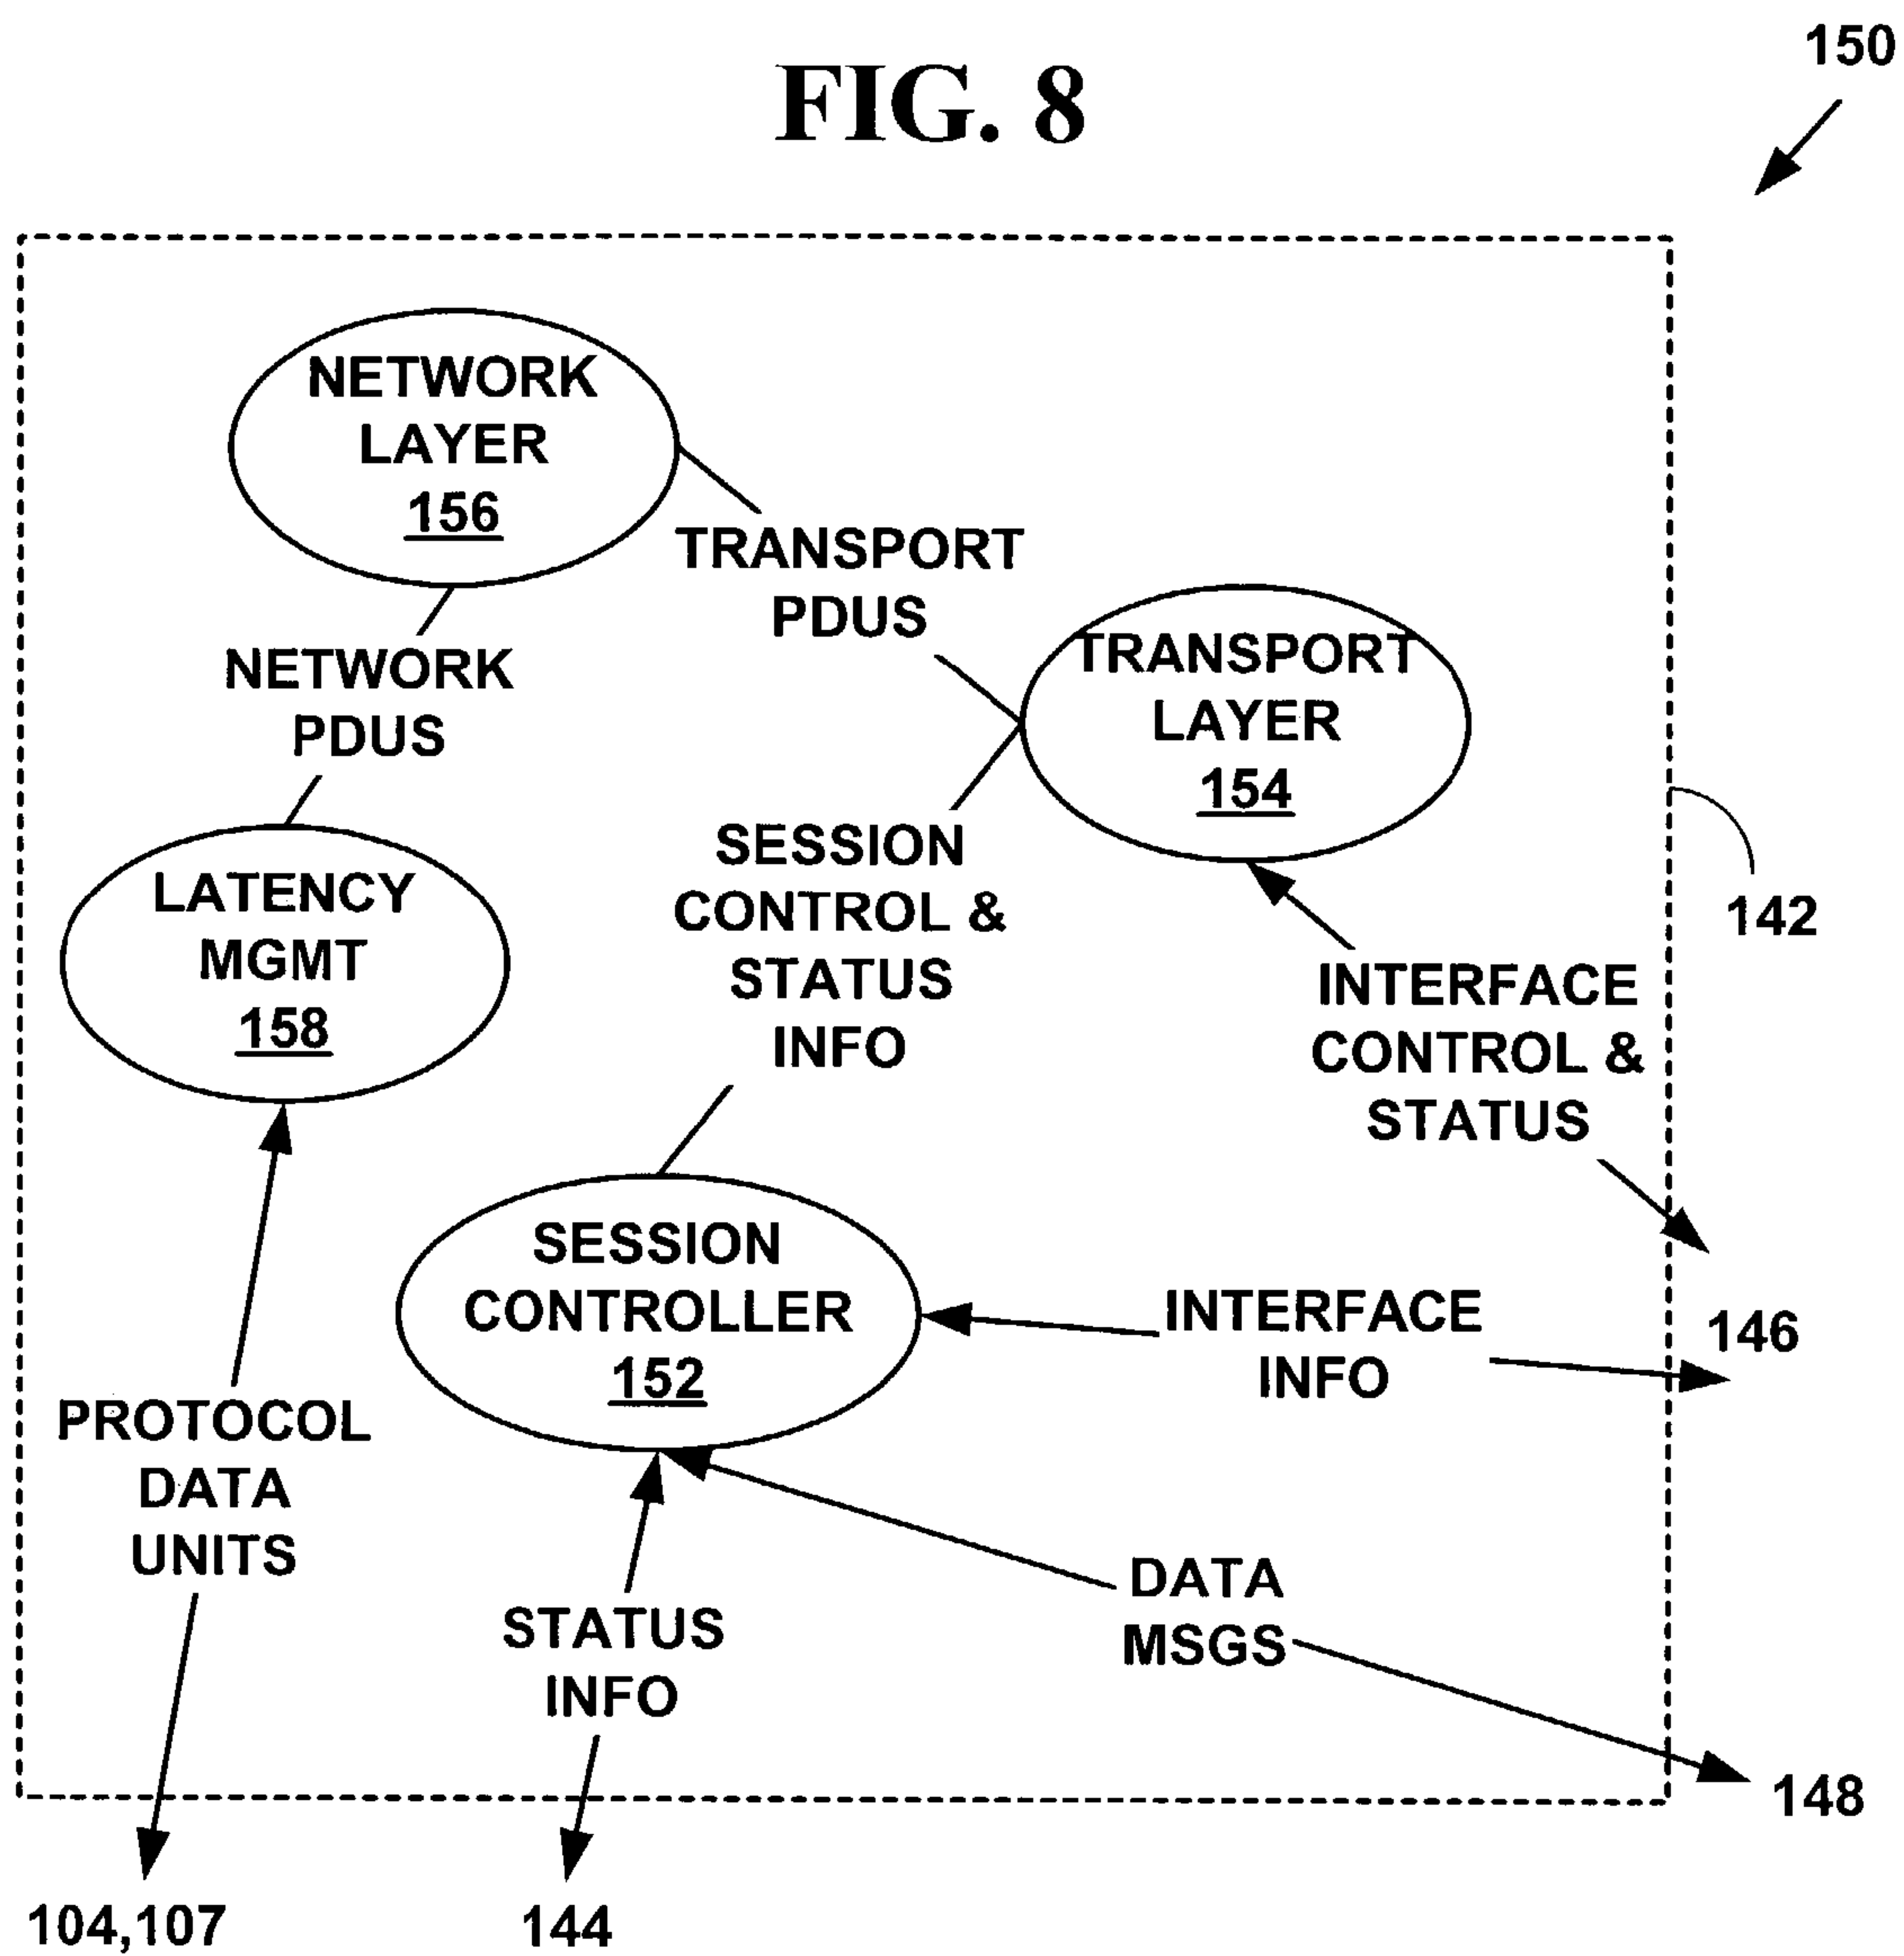 150
FIG. 8
NETWORK
LAYER
156
TRANSPORT
PDUS
NETWORK
PDUS
TRANSPORT
LAYER
154
SESSION
CONTROL &
STATUS
INFO
LATENCY
MGMT
158
142
INTERFACE
CONTROL &
STATUS
SESSION
CONTROLLER
152
INTERFACE
INFO
146
PROTOCOL
DATA
UNITS
DATA
MSGS
STATUS
INFO
148
104,107
144